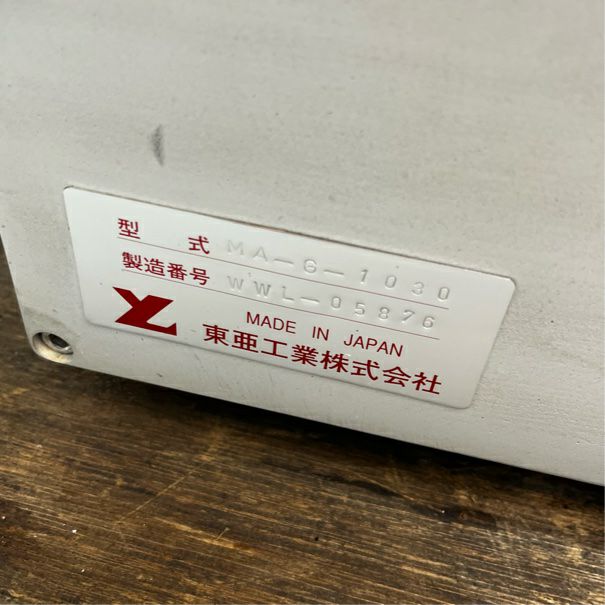 型 式 MA-G-1030
製造番号 WWL-05876
MADE IN JAPAN
東亜工業株式会社